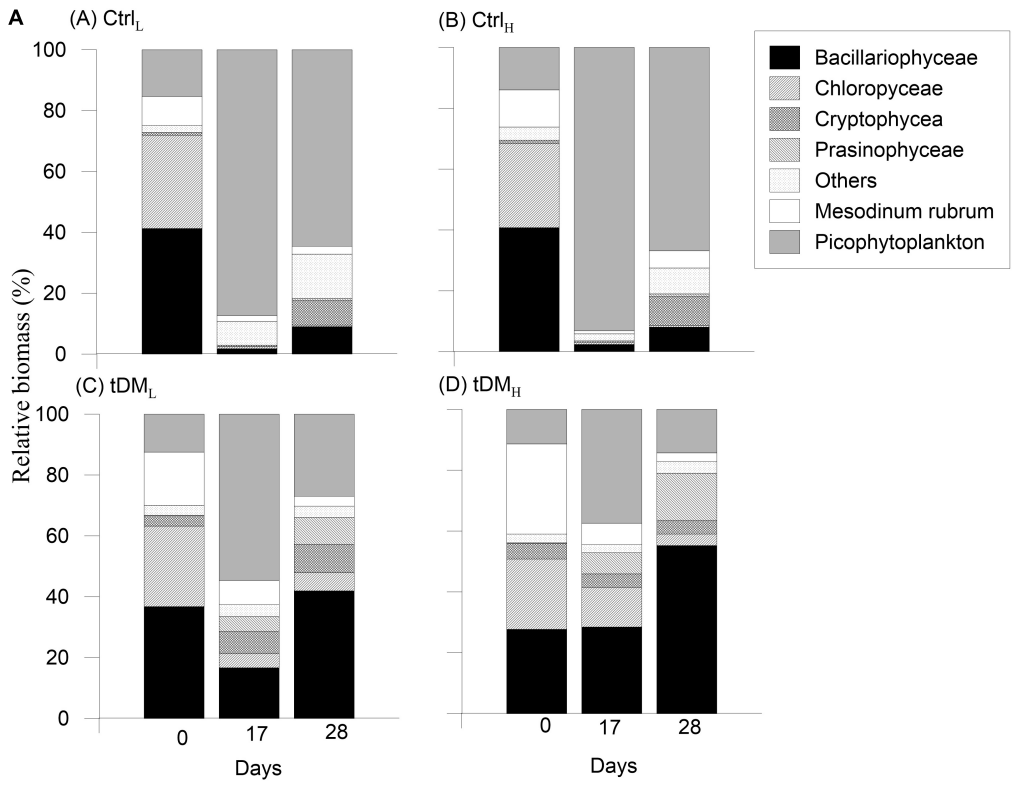 A
(A) CtrlL
(B) CtrlH
100
80
60
40
20
0
Bacillariophyceae
Chloropyceae
Cryptophycea
Prasinophyceae
Others
Mesodinum rubrum
Picophytoplankton
Relative biomass (%)
(C) tDML
(D) tDMH
100
80
60
40
20
0
0 17 28
Days
0 17 28
Days